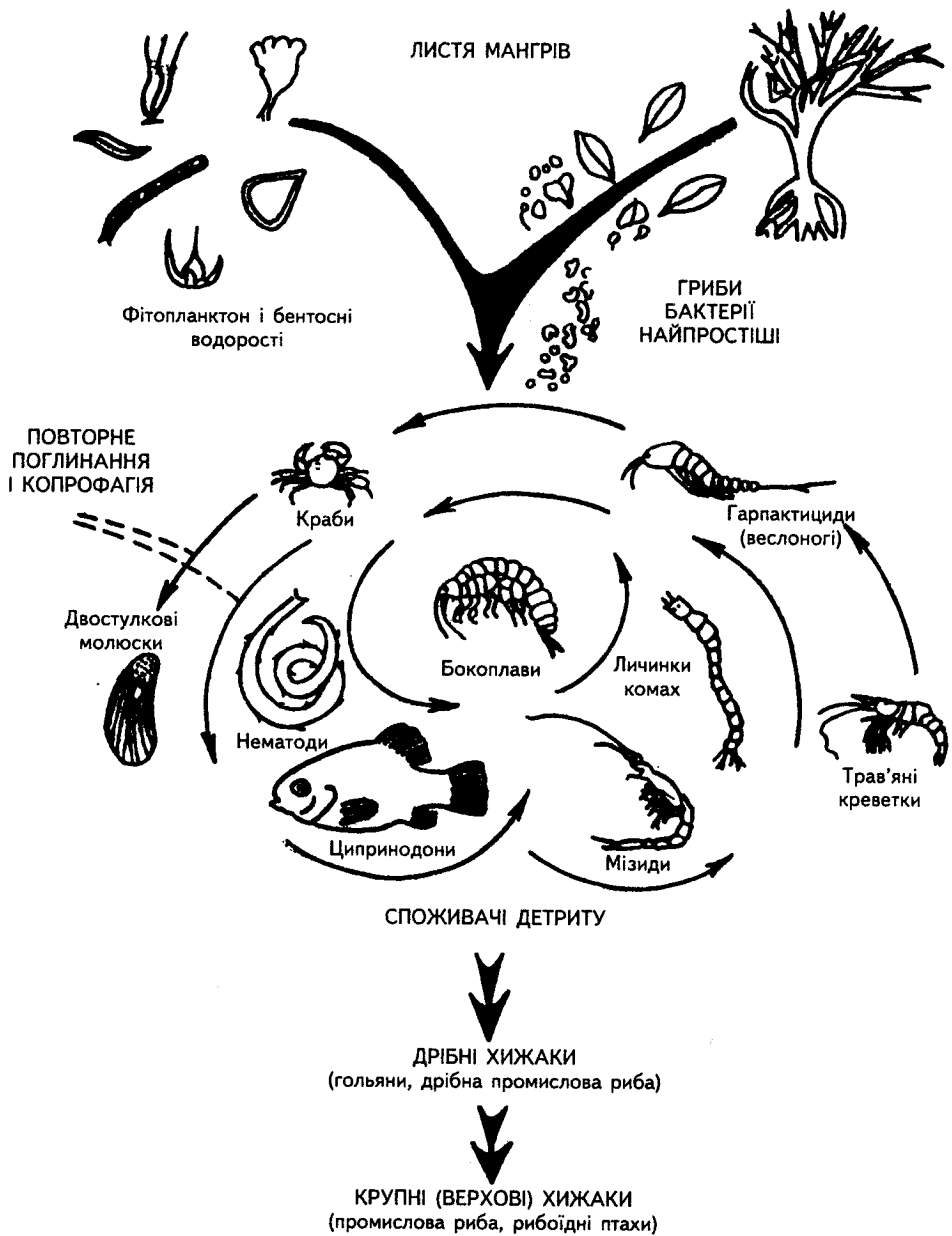 ЛИСТЯ МАНГРІВ
Фітопланктон і бентосні
водорості
ГРИБИ
БАКТЕРІЇ
НАЙПРОСТІШІ
ПОВТОРНЕ
ПОГЛИНАННЯ
І КОПРОФАГІЯ
Краби
Гарпактициди
(веслоногі)
Двостулкові
молюски
Бокоплави
Личинки
комах
Нематоди
Трав'яні
креветки
Ципринодони
Мізиди
СПОЖИВАЧІ ДЕТРИТУ
ДРІБНІ ХИЖАКИ
(гольяни, дрібна промислова риба)
КРУПНІ (ВЕРХОВІ) ХИЖАКИ
(промислова риба, рибоїдні птахи)